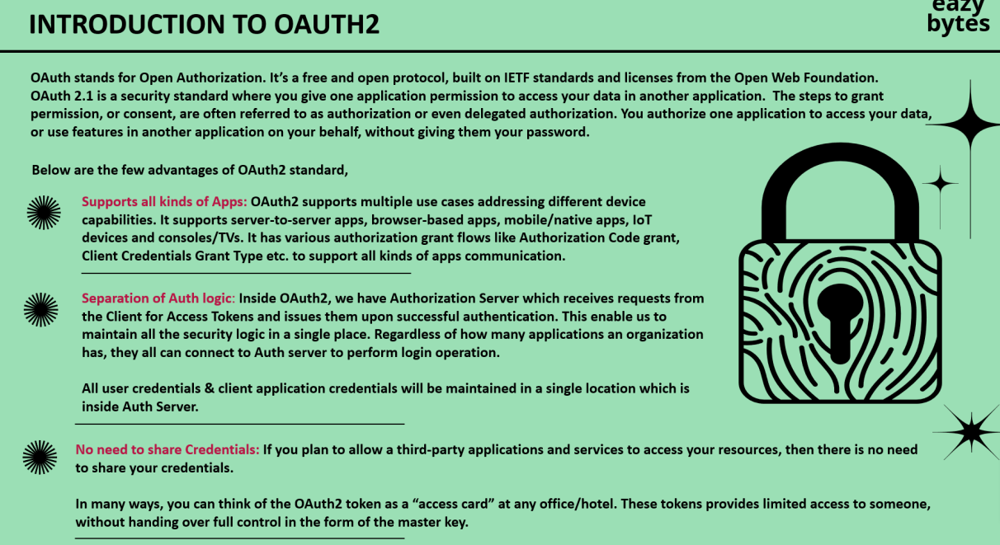 INTRODUCTION TO OAUTH2
eazy
bytes
OAuth stands for Open Authorization. It's a free and open protocol, built on IETF standards and licenses from the Open Web Foundation.
OAuth 2.1 is a security standard where you give one application permission to access your data in another application.  The steps to grant
permission, or consent, are often referred to as authorization or even delegated authorization. You authorize one application to access your data,
or use features in another application on your behalf, without giving them your password.
Below are the few advantages of OAuth2 standard,
Supports all kinds of Apps: OAuth2 supports multiple use cases addressing different device
capabilities. It supports server-to-server apps, browser-based apps, mobile/native apps, IoT
devices and consoles/TVs. It has various authorization grant flows like Authorization Code grant,
Client Credentials Grant Type etc. to support all kinds of apps communication.
Separation of Auth logic: Inside OAuth2, we have Authorization Server which receives requests from
the Client for Access Tokens and issues them upon successful authentication. This enable us to
maintain all the security logic in a single place. Regardless of how many applications an organization
has, they all can connect to Auth server to perform login operation.
All user credentials & client application credentials will be maintained in a single location which is
inside Auth Server.
No need to share Credentials: If you plan to allow a third-party applications and services to access your resources, then there is no need
to share your credentials.
In many ways, you can think of the OAuth2 token as a “access card” at any office/hotel. These tokens provides limited access to someone,
without handing over full control in the form of the master key.